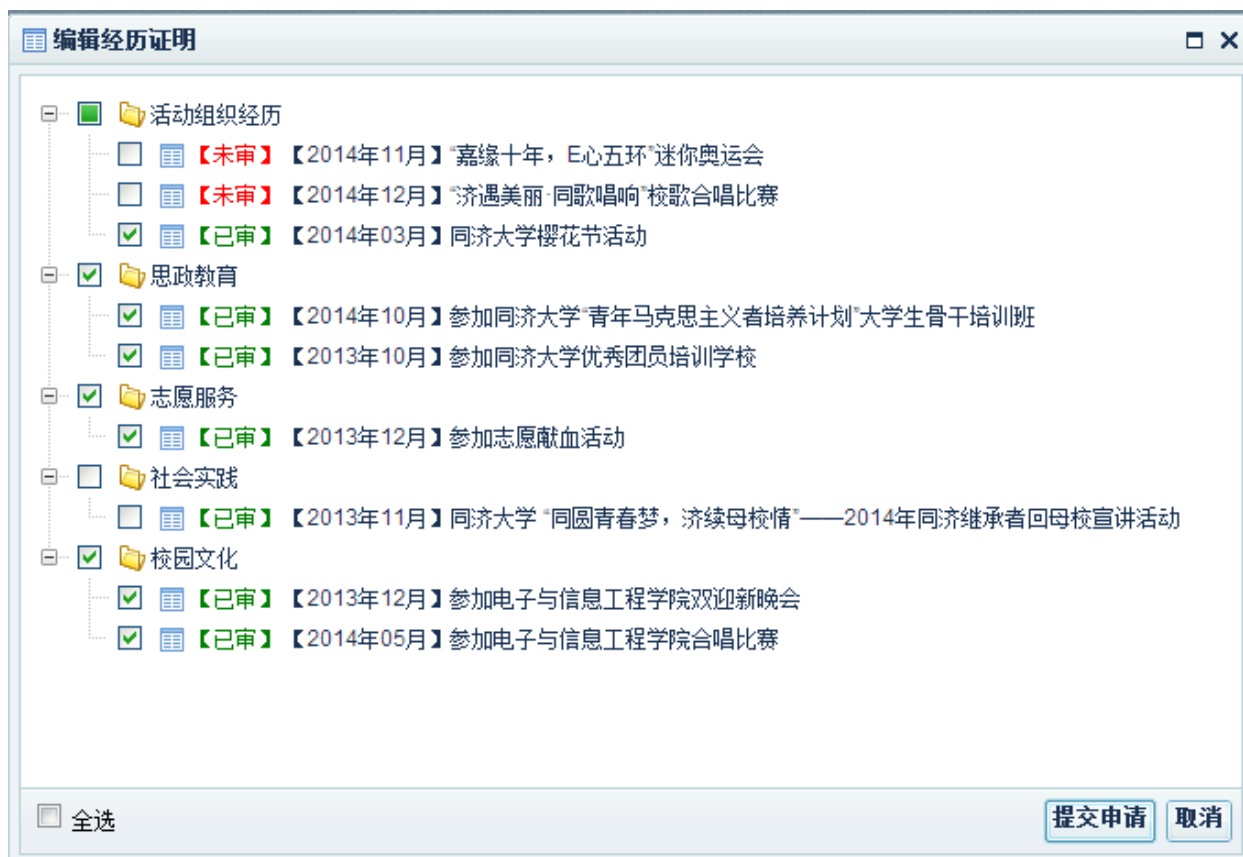 编辑经历证明
活动组织经历
【未审】【2014年11月】“嘉缘十年，E心五环”迷你奥运会
【未审】【2014年12月】“济遇美丽·同歌唱响”校歌合唱比赛
【已审】【2014年03月】同济大学樱花节活动
思政教育
【已审】【2014年10月】参加同济大学“青年马克思主义者培养计划”大学生骨干培训班
【已审】【2013年10月】参加同济大学优秀团员培训学校
志愿服务
【已审】【2013年12月】参加志愿献血活动
社会实践
【已审】【2013年11月】同济大学 “同圆青春梦，济续母校情”——2014年同济继承者回母校宣讲活动
校园文化
【已审】【2013年12月】参加电子与信息工程学院双迎新晚会
【已审】【2014年05月】参加电子与信息工程学院合唱比赛
全选 提交申请 取消